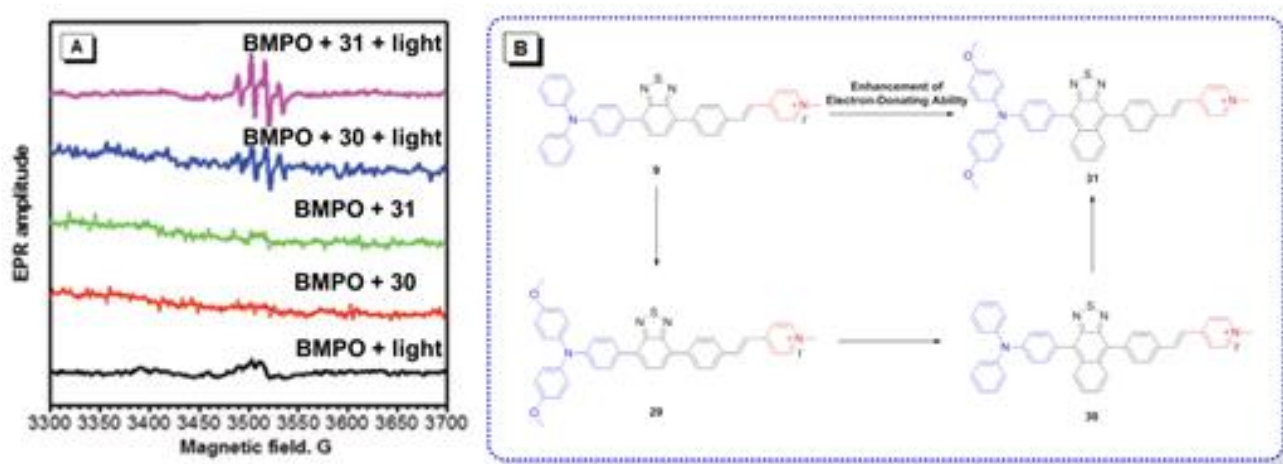 A
BMPO + 31 + light
BMPO + 30 + light
BMPO + 31
BMPO + 30
BMPO + light
EPR amplitude
3300 3400 3450 3500 3550 3600 3650 3700
Magnetic field. G
B
S
N N
N
N
9
Enhancement of
Electron-Donating Ability
O
S
N N
N
N
O
31
O
S
N N
N
N
O
29
S
N N
N
N
30